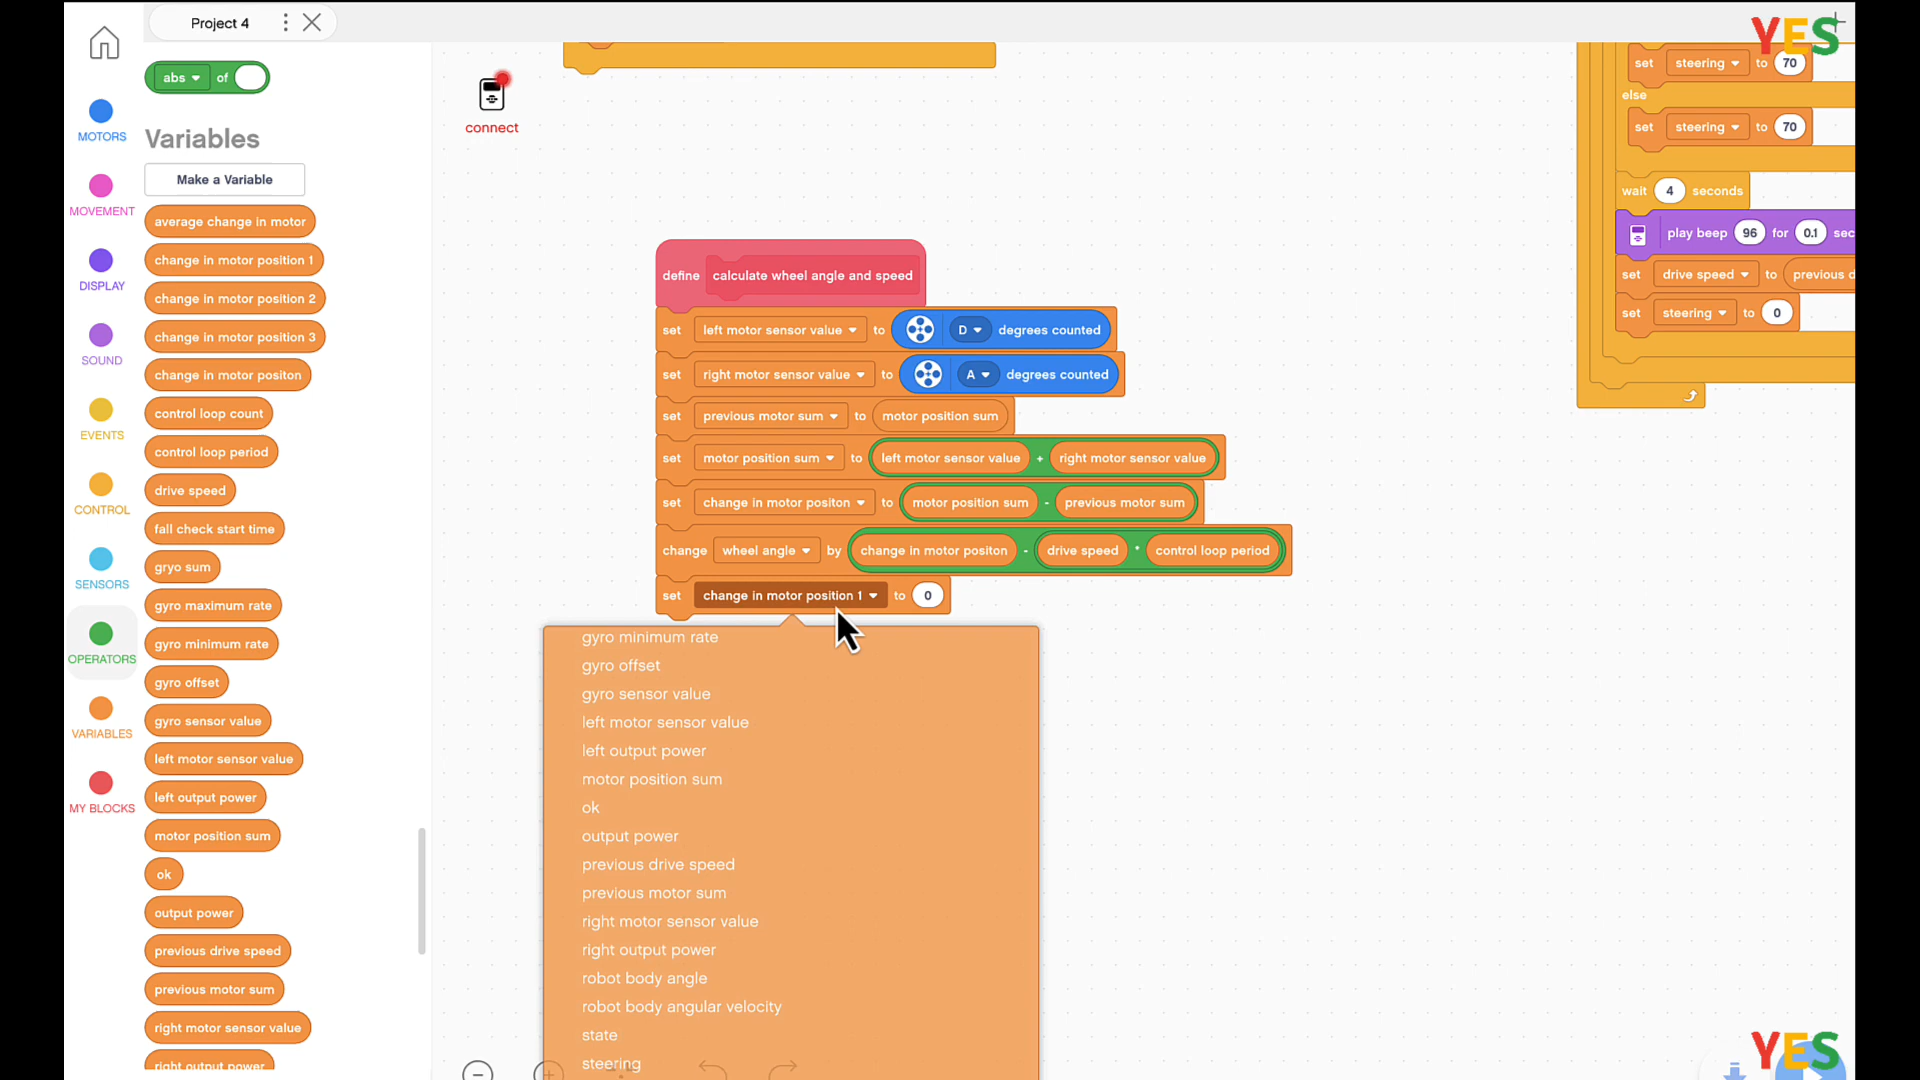 Project 4
YES
abs of
Variables
Make a Variable
average change in motor
change in motor position 1
change in motor position 2
change in motor position 3
change in motor positon
control loop count
control loop period
drive speed
fall check start time
gryo sum
gyro maximum rate
gyro minimum rate
gyro offset
gyro sensor value
left motor sensor value
left output power
motor position sum
ok
output power
previous drive speed
previous motor sum
right motor sensor value
right output power
MOTORS
MOVEMENT
DISPLAY
SOUND
EVENTS
CONTROL
SENSORS
OPERATORS
VARIABLES
MY BLOCKS
connect
define calculate wheel angle and speed
set left motor sensor value to D degrees counted
set right motor sensor value to A degrees counted
set previous motor sum to motor position sum
set motor position sum to left motor sensor value + right motor sensor value
set change in motor positon to motor position sum - previous motor sum
change wheel angle by change in motor positon - drive speed * control loop period
set change in motor position 1 to 0
gyro minimum rate
gyro offset
gyro sensor value
left motor sensor value
left output power
motor position sum
ok
output power
previous drive speed
previous motor sum
right motor sensor value
right output power
robot body angle
robot body angular velocity
state
steering
set steering to 70
else
set steering to 70
wait 4 seconds
play beep 96 for 0.1 sec
set drive speed to previous d
set steering to 0
YES